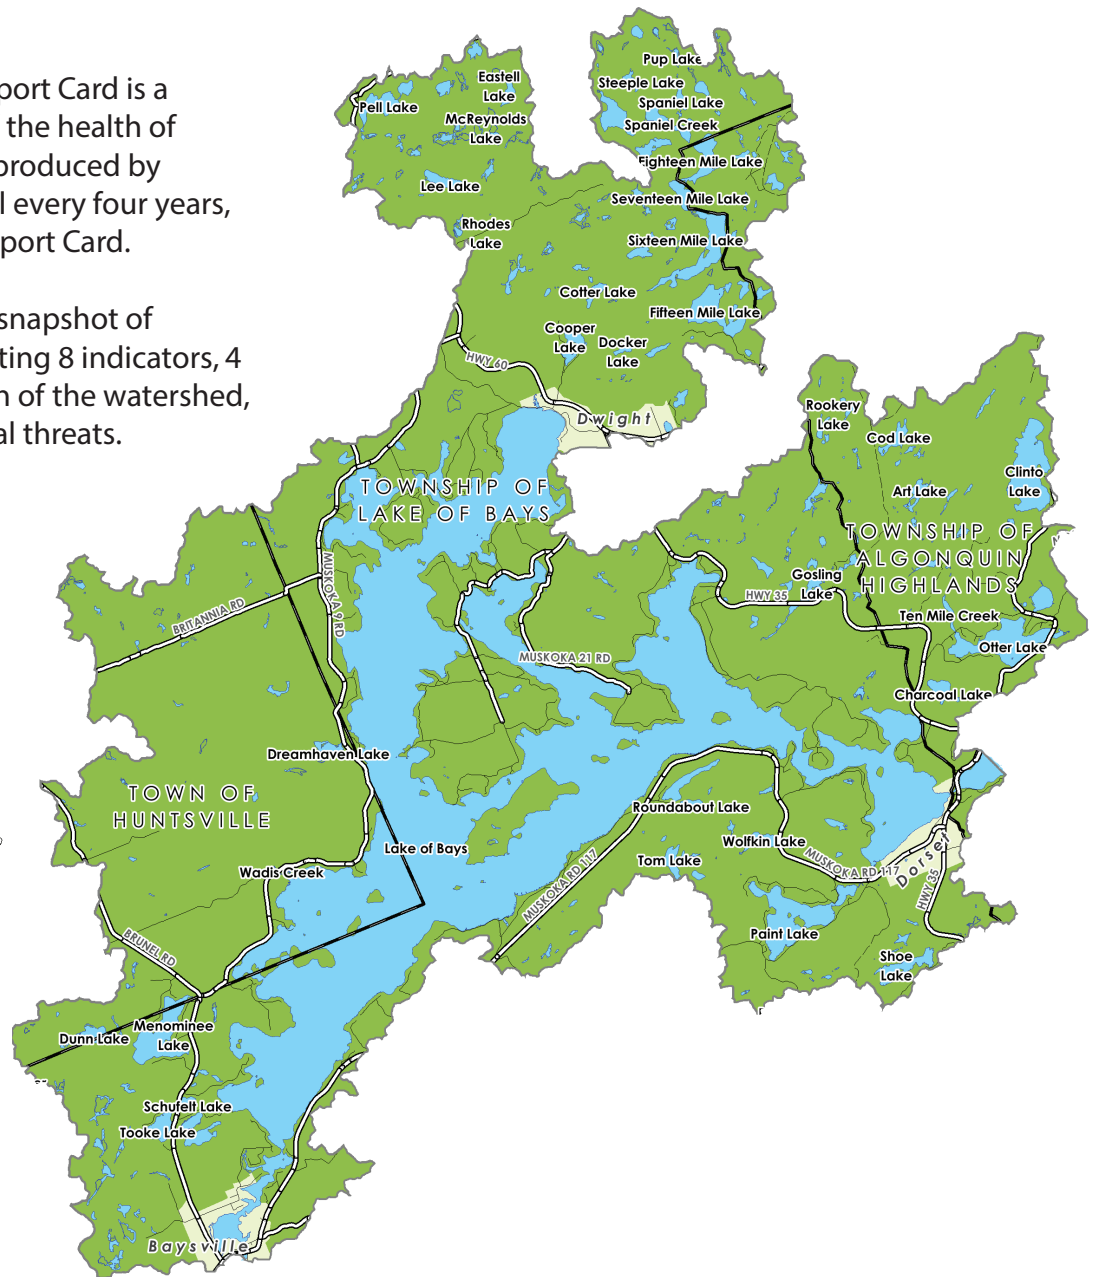 port Card is a
the health of
produced by
l every four years,
port Card.
snapshot of
ting 8 indicators, 4
n of the watershed,
al threats.
Pup Lake
Steeple Lake
Spaniel Lake
Spaniel Creek
Eighteen Mile Lake
Seventeen Mile Lake
Sixteen Mile Lake
Fifteen Mile Lake
Eastell
Lake
Pell Lake
McReynolds
Lake
Lee Lake
Rhodes
Lake
Cotter Lake
Cooper
Lake
Docker
Lake
HWY 60
Dwight
Rookery
Lake
Cod Lake
Clinto
Lake
Art Lake
TOWNSHIP OF
LAKE OF BAYS
TOWNSHIP OF
ALGONQUIN
HIGHLANDS
Gosling
Lake
HWY 35
Ten Mile Creek
Otter Lake
Charcoal Lake
MUSKOKA 9 RD
BRITANNIA RD
MUSKOKA 21 RD
Dreamhaven Lake
TOWN OF
HUNTSVILLE
Lake of Bays
Wadis Creek
Roundabout Lake
Wolfkin Lake
Tom Lake
MUSKOKA RD 117
MUSKOKA RD 117
Dorset
HWY 35
Paint Lake
Shoe
Lake
BRUNEL RD
Menominee
Lake
Dunn Lake
Schufelt Lake
Tooke Lake
Baysville